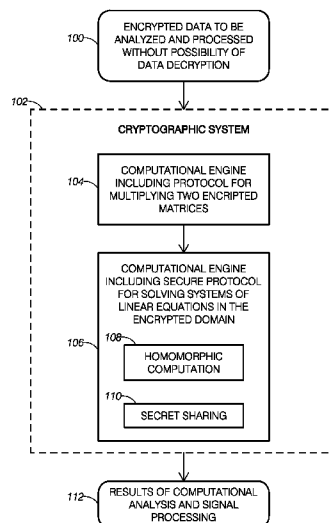 100
ENCRYPTED DATA TO BE
ANALYZED AND PROCESSED
WITHOUT POSSIBILITY OF
DATA DECRYPTION
102
CRYPTOGRAPHIC SYSTEM
104
COMPUTATIONAL ENGINE
INCLUDING PROTOCOL FOR
MULTIPLYING TWO ENCRIPTED
MATRICES
COMPUTATIONAL ENGINE
INCLUDING SECURE PROTOCOL
FOR SOLVING SYSTEMS OF
LINEAR EQUATIONS IN THE
ENCRYPTED DOMAIN
106
108
HOMOMORPHIC
COMPUTATION
110
SECRET SHARING
112
RESULTS OF COMPUTATIONAL
ANALYSIS AND SIGNAL
PROCESSING